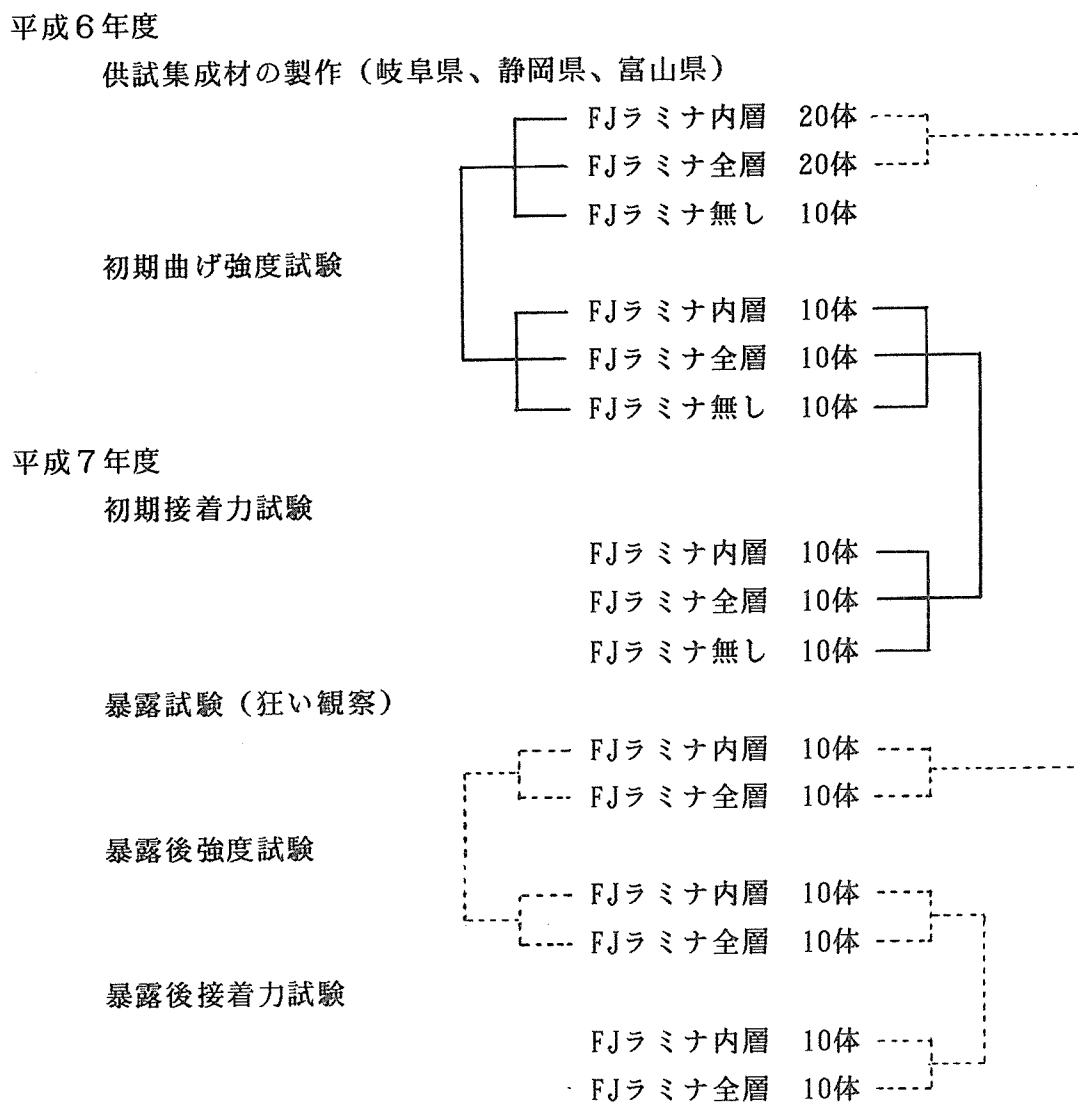 平成6年度
供試集成材の製作（岐阜県、静岡県、富山県）
FJラミナ内層 20体
FJラミナ全層 20体
FJラミナ無し 10体
初期曲げ強度試験
FJラミナ内層 10体
FJラミナ全層 10体
FJラミナ無し 10体
平成7年度
初期接着力試験
FJラミナ内層 10体
FJラミナ全層 10体
FJラミナ無し 10体
暴露試験（狂い観察）
FJラミナ内層 10体
FJラミナ全層 10体
暴露後強度試験
FJラミナ内層 10体
FJラミナ全層 10体
暴露後接着力試験
FJラミナ内層 10体
FJラミナ全層 10体